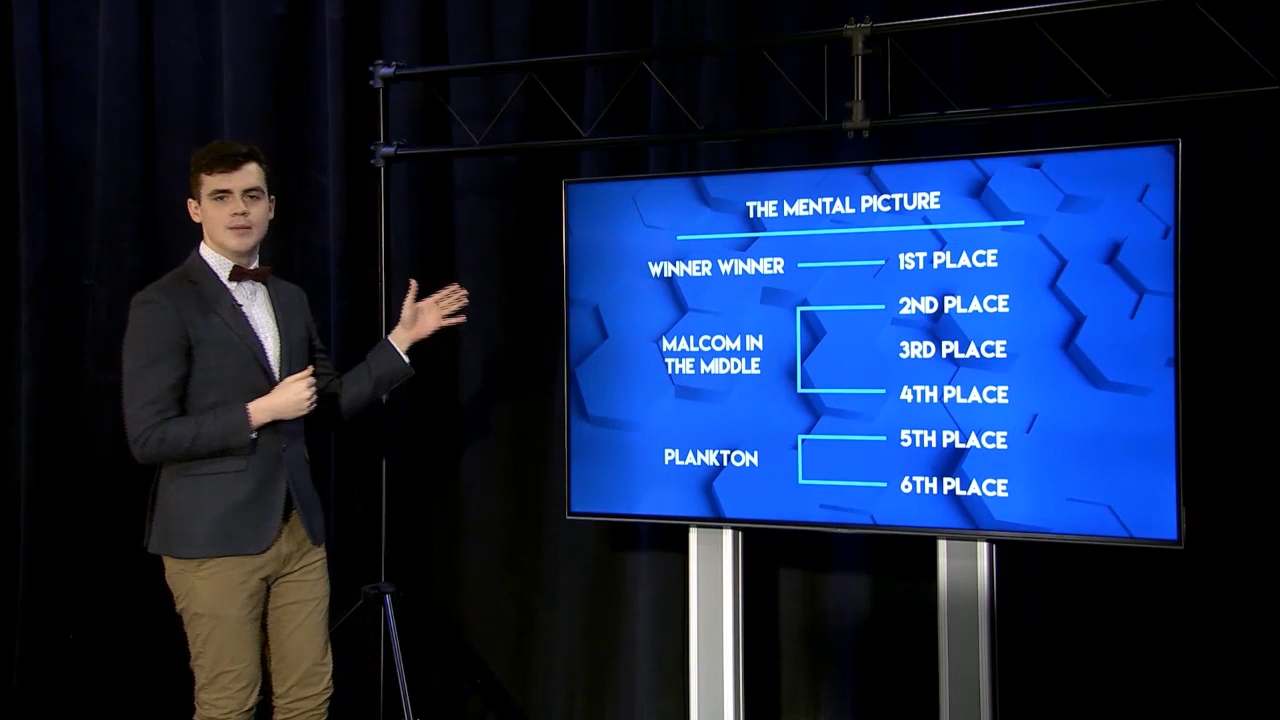 THE MENTAL PICTURE
WINNER WINNER
1ST PLACE
MALCOM IN
THE MIDDLE
2ND PLACE
3RD PLACE
4TH PLACE
PLANKTON
5TH PLACE
6TH PLACE